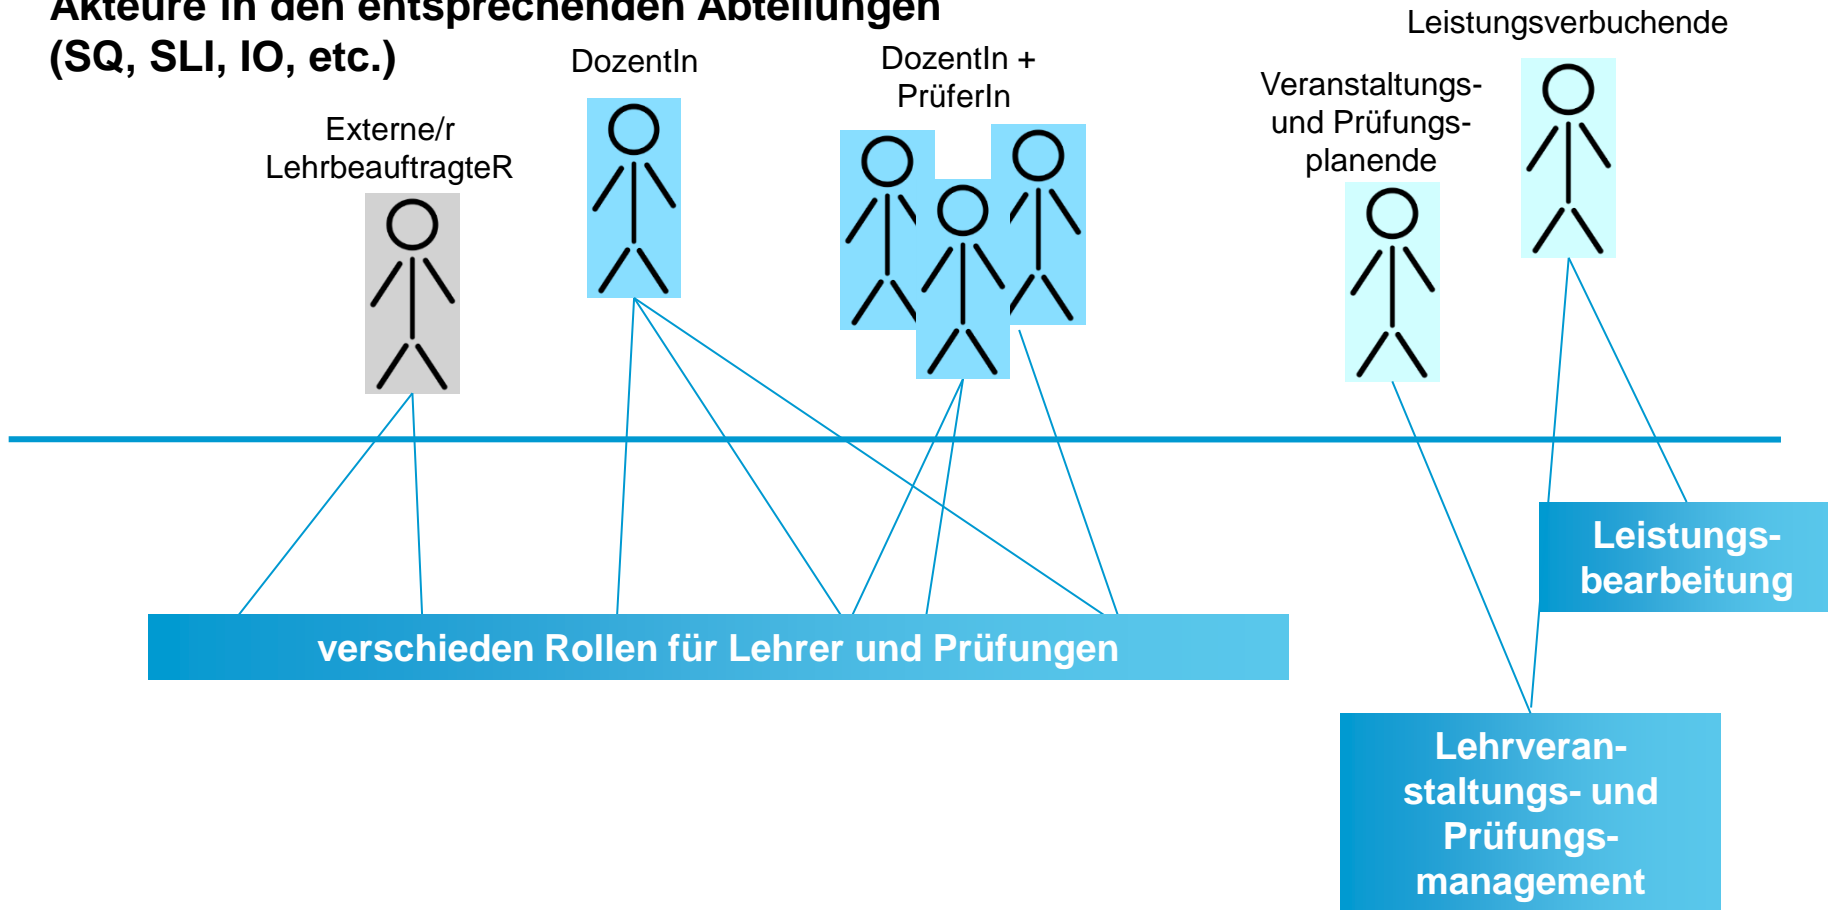 Akteure in den entsprechenden Abteilungen
(SQ, SLI, IO, etc.)
Externe/r
LehrbeauftragteR
DozentIn
DozentIn +
PrüferIn
Veranstaltungs-
und Prüfungs-
planende
Leistungsverbuchende
Leistungs-
bearbeitung
verschieden Rollen für Lehrer und Prüfungen
Lehrveran-
staltungs- und
Prüfungs-
management